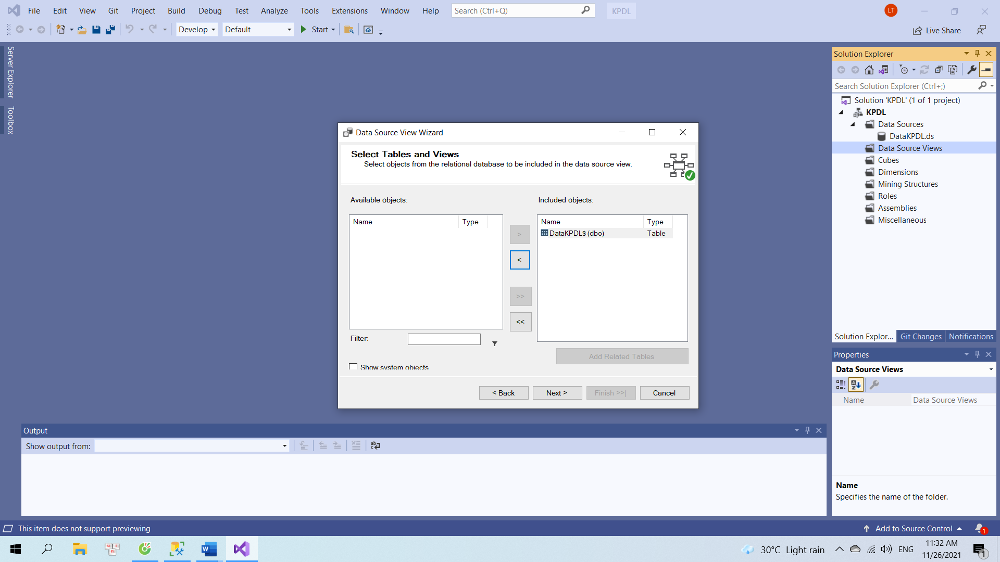 File Edit View Git Project Build Debug Test Analyze Tools Extensions Window Help Search (Ctrl+Q) KPDL LT
Develop Default Start Live Share
Server Explorer
Toolbox
Solution Explorer
Search Solution Explorer (Ctrl+;)
Solution 'KPDL' (1 of 1 project)
KPDL
Data Sources
DataKPDL.ds
Data Source Views
Cubes
Dimensions
Mining Structures
Roles
Assemblies
Miscellaneous
Solution Explor... Git Changes Notifications
Data Source View Wizard
Select Tables and Views
Select objects from the relational database to be included in the data source view.
Available objects: Included objects:
Name Type Name Type
DataKPDL$ (dbo) Table
>
<
>>
<<
Filter:
Add Related Tables
Show system objects
< Back Next > Finish >>| Cancel
Properties
Data Source Views
Name Data Source Views
Name
Specifies the name of the folder.
Output
Show output from:
This item does not support previewing Add to Source Control 1
30°C Light rain ENG 11:32 AM
11/26/2021 1